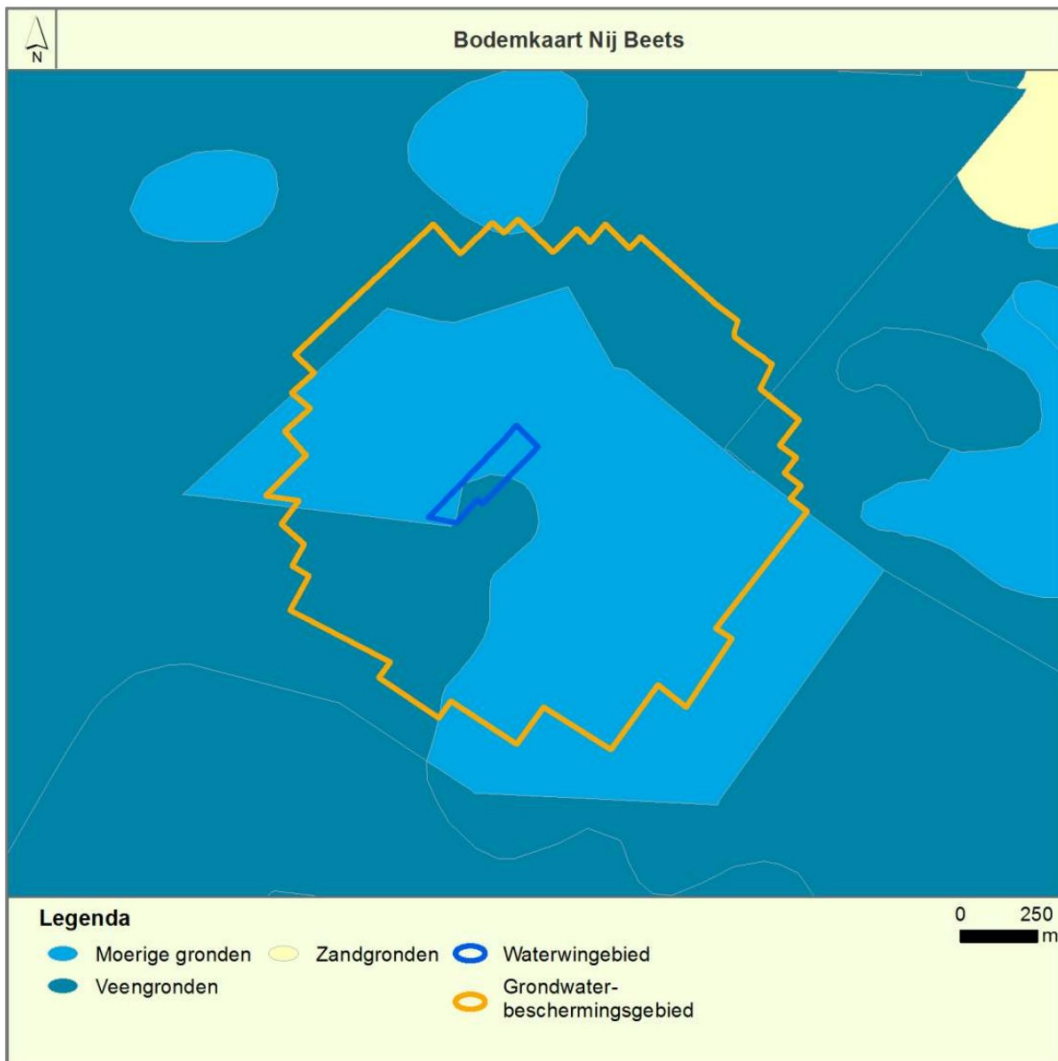 N
Bodemkaart Nij Beets
Legenda
Moerige gronden
Zandgronden
Waterwingebied
Veengronden
Grondwater-
beschermingsgebied
0 250
m